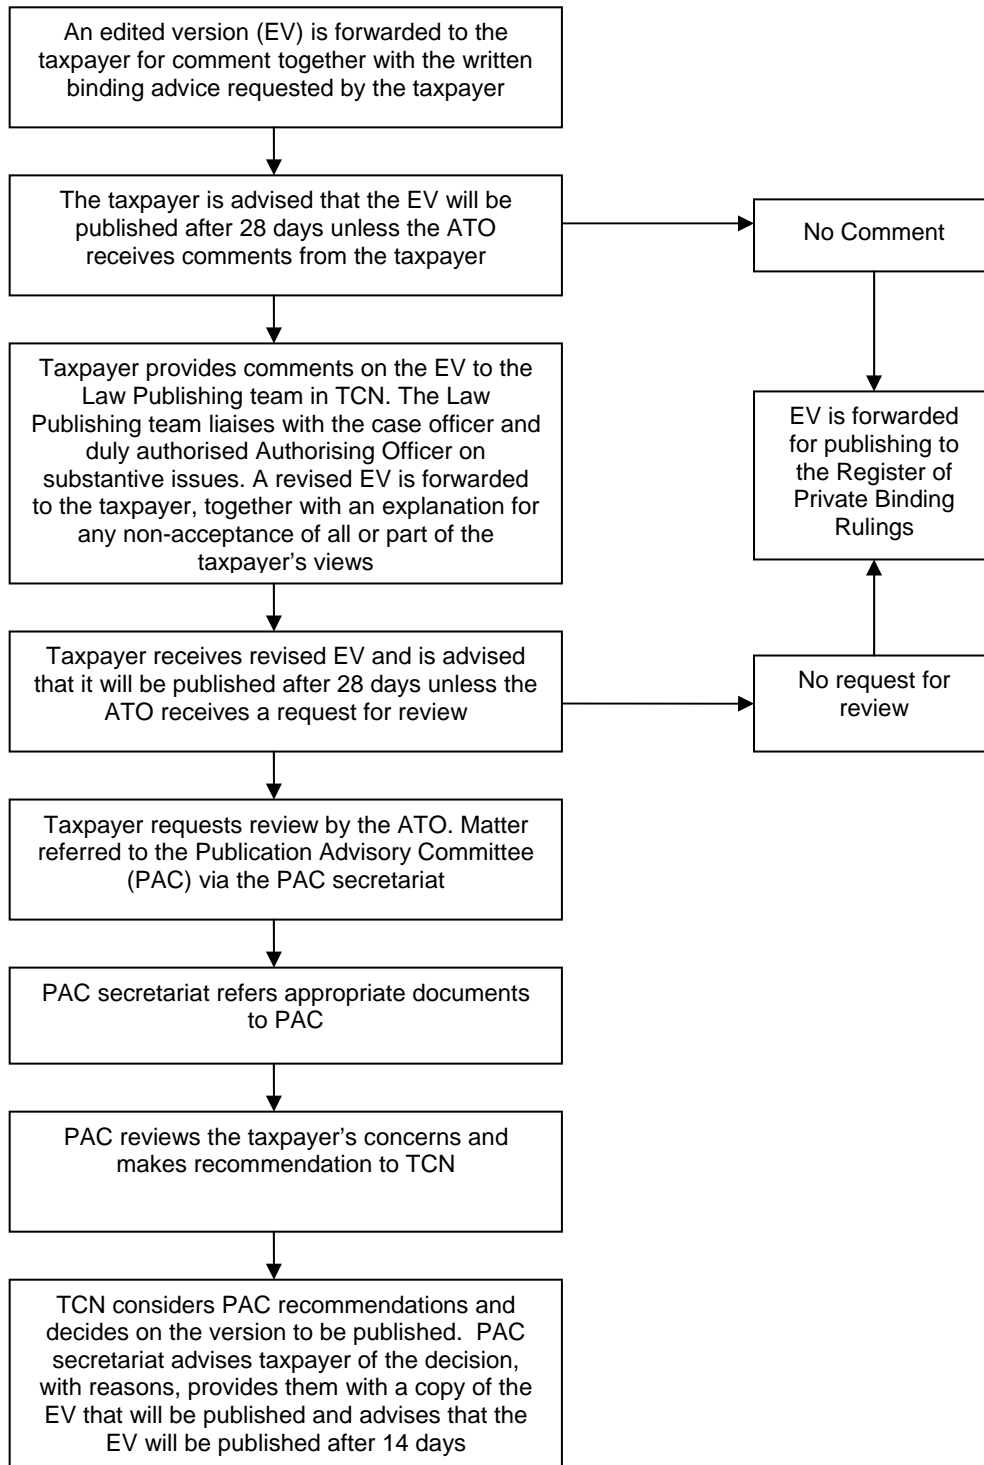 An edited version (EV) is forwarded to the
taxpayer for comment together with the written
binding advice requested by the taxpayer
The taxpayer is advised that the EV will be
published after 28 days unless the ATO
receives comments from the taxpayer
No Comment
Taxpayer provides comments on the EV to the
Law Publishing team in TCN. The Law
Publishing team liaises with the case officer and
duly authorised Authorising Officer on
substantive issues. A revised EV is forwarded
to the taxpayer, together with an explanation for
any non-acceptance of all or part of the
taxpayer’s views
EV is forwarded
for publishing to
the Register of
Private Binding
Rulings
Taxpayer receives revised EV and is advised
that it will be published after 28 days unless the
ATO receives a request for review
No request for
review
Taxpayer requests review by the ATO. Matter
referred to the Publication Advisory Committee
(PAC) via the PAC secretariat
PAC secretariat refers appropriate documents
to PAC
PAC reviews the taxpayer’s concerns and
makes recommendation to TCN
TCN considers PAC recommendations and
decides on the version to be published.  PAC
secretariat advises taxpayer of the decision,
with reasons, provides them with a copy of the
EV that will be published and advises that the
EV will be published after 14 days